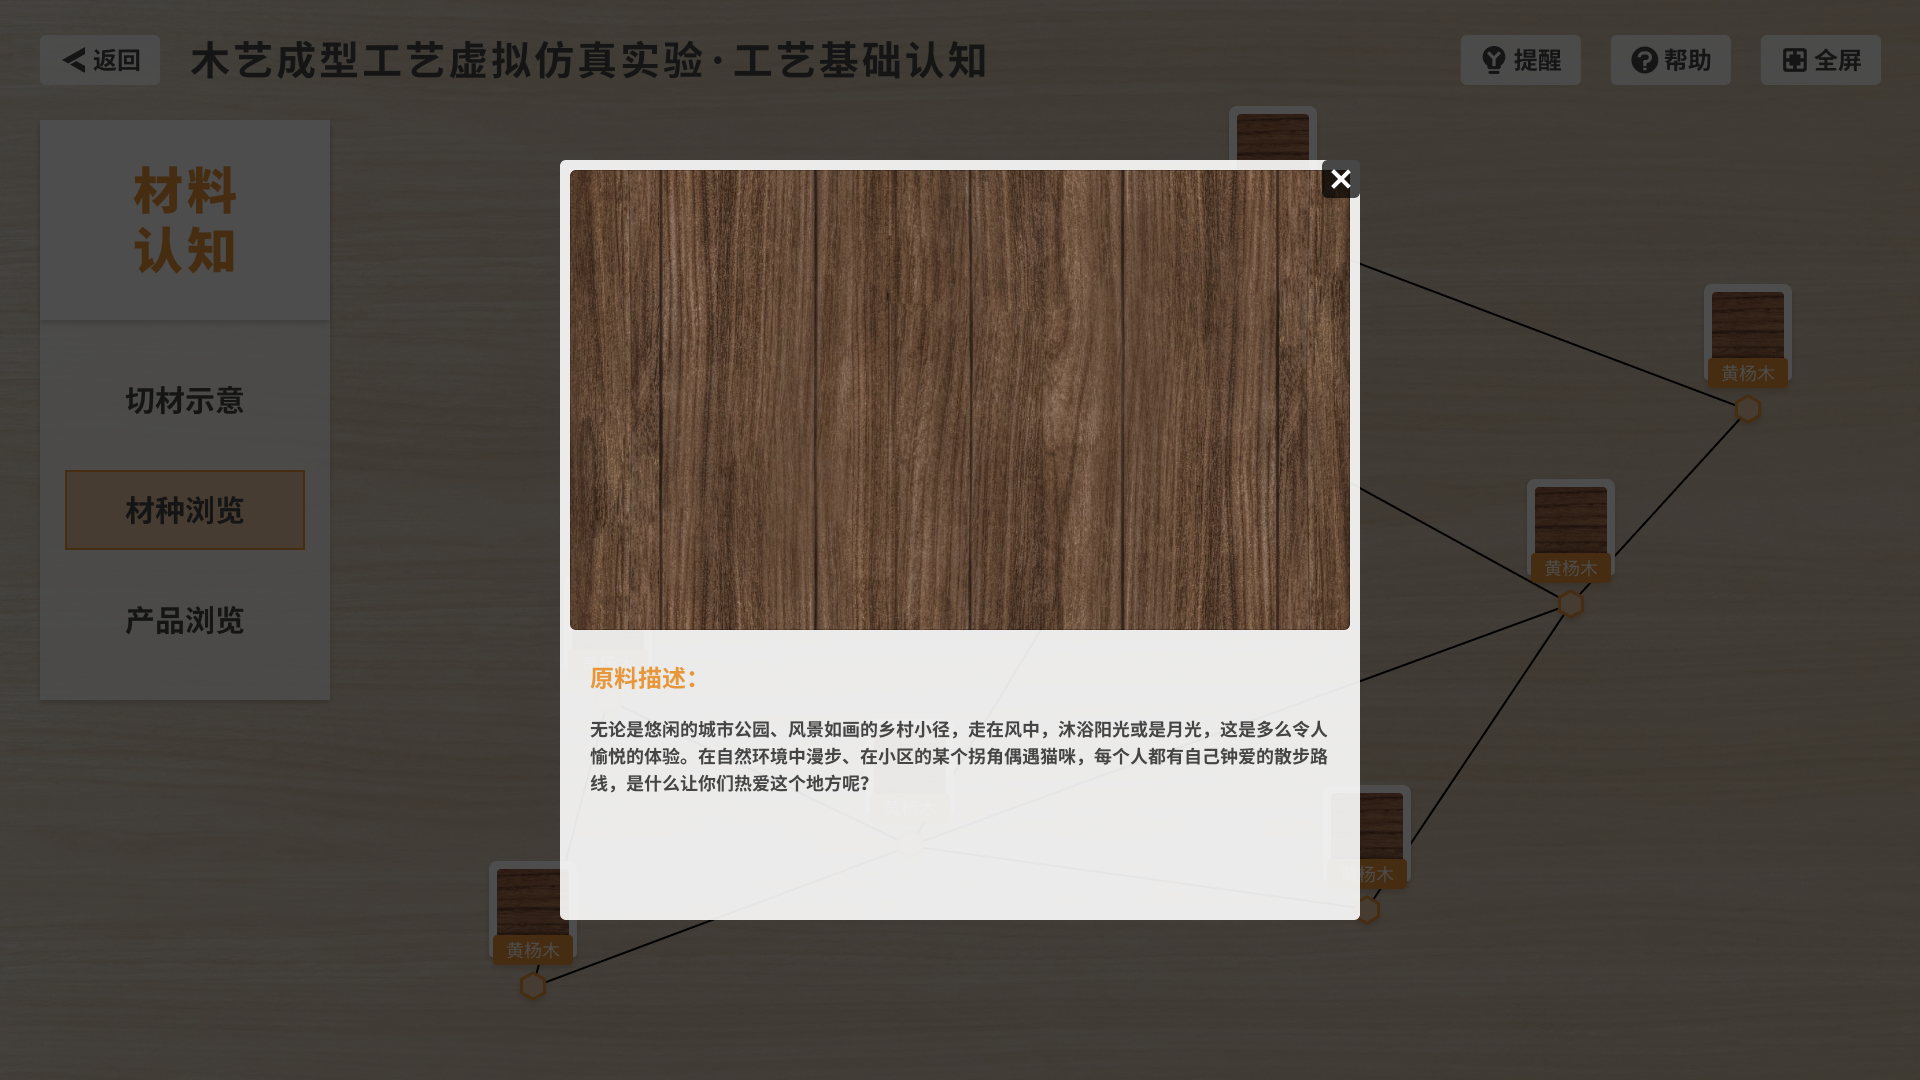 返回
木艺成型工艺虚拟仿真实验·工艺基础认知
提醒
帮助
全屏
材料
认知
切材示意
材种浏览
产品浏览
黄杨木
黄杨木
原料描述：
无论是悠闲的城市公园、风景如画的乡村小径，走在风中，沐浴阳光或是月光，这是多么令人
愉悦的体验。在自然环境中漫步、在小区的某个拐角偶遇猫咪，每个人都有自己钟爱的散步路
线，是什么让你们热爱这个地方呢？
杨木
黄杨木